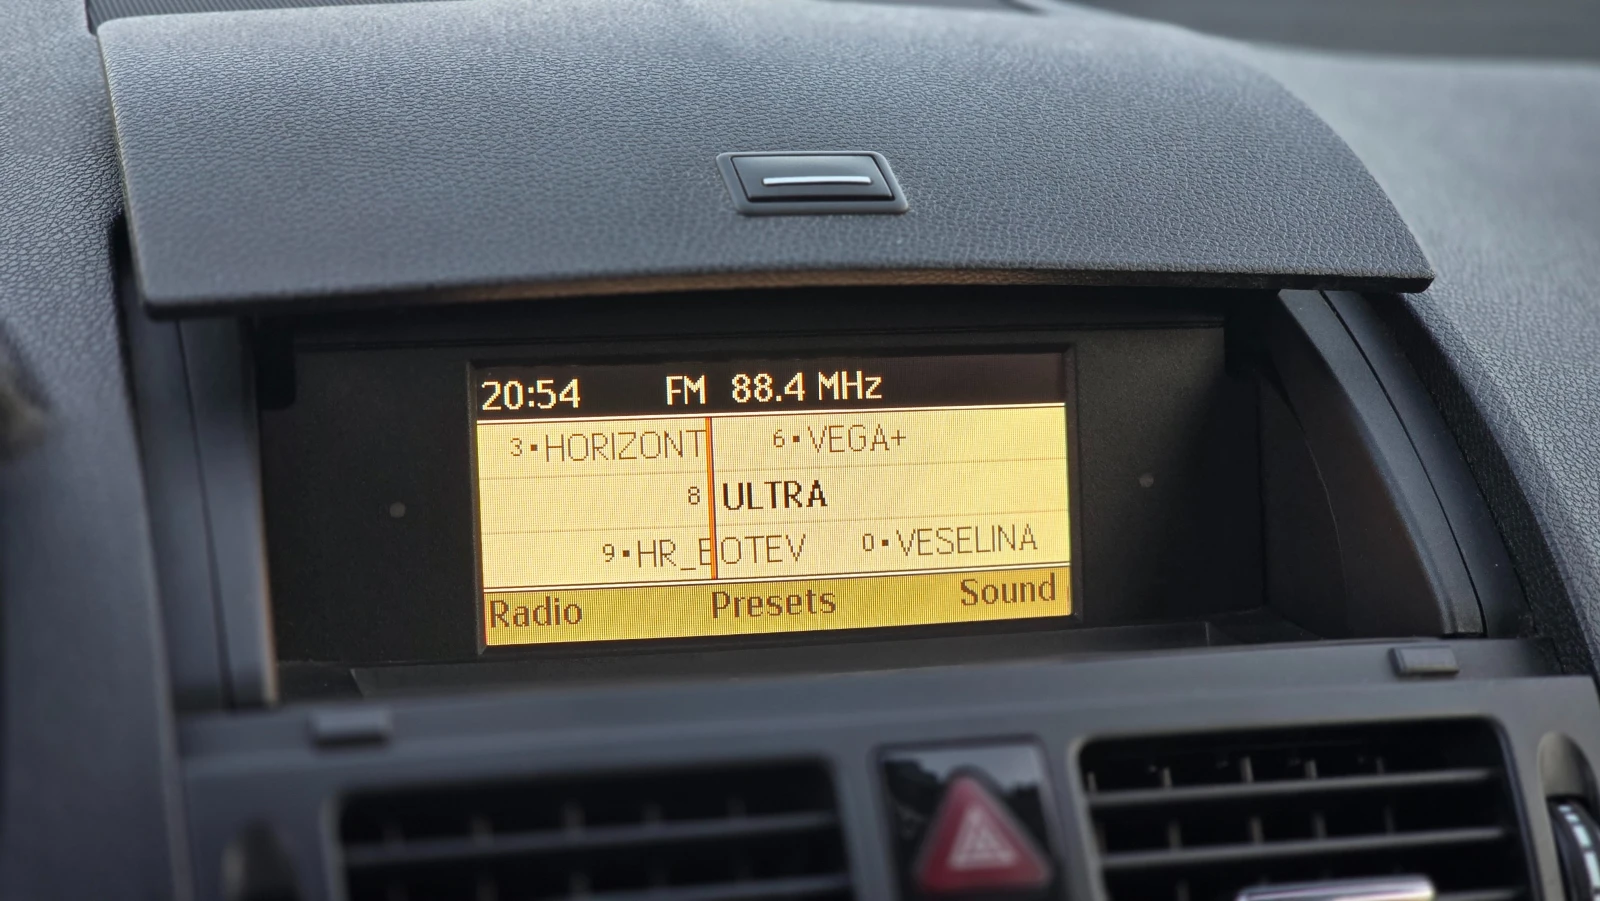 20:54 FM 88.4 MHz
3▪HORIZONT 6▪VEGA+
8 ULTRA
9▪HR_BOTEV 0▪VESELINA
Radio Presets Sound